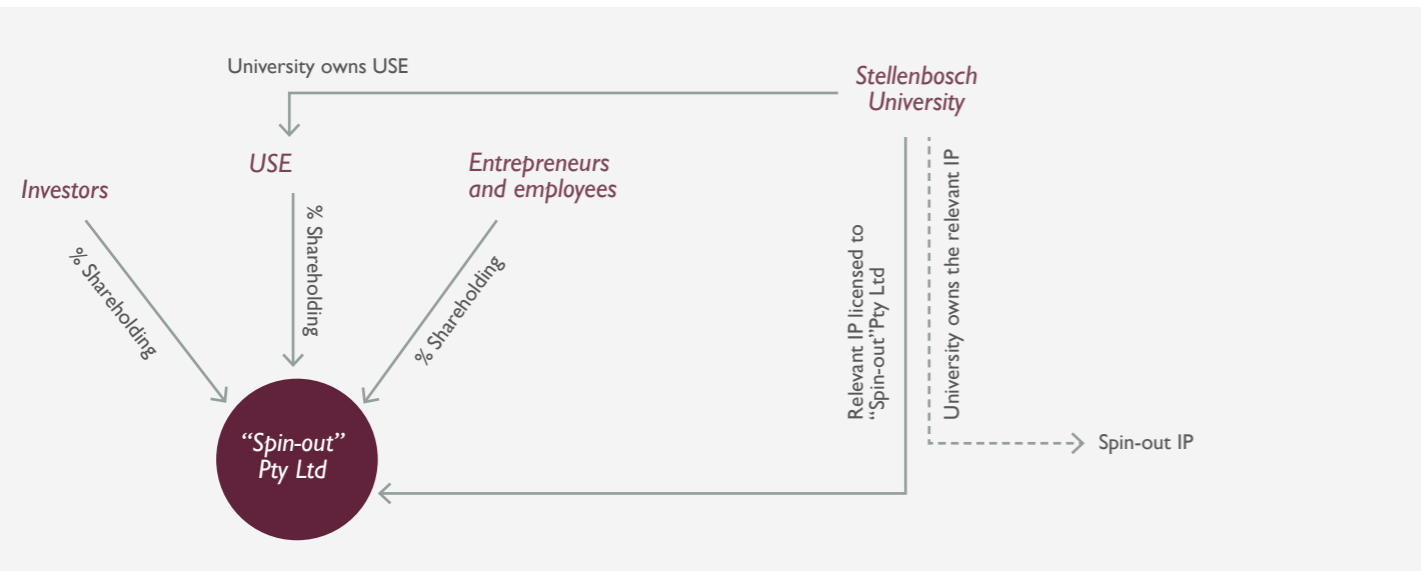 University owns USE
Stellenbosch
University
USE
Entrepreneurs
and employees
Investors
% Shareholding
% Shareholding
% Shareholding
Relevant IP licensed to
“Spin-out”Pty Ltd
University owns the relevant IP
“Spin-out”
Pty Ltd
Spin-out IP